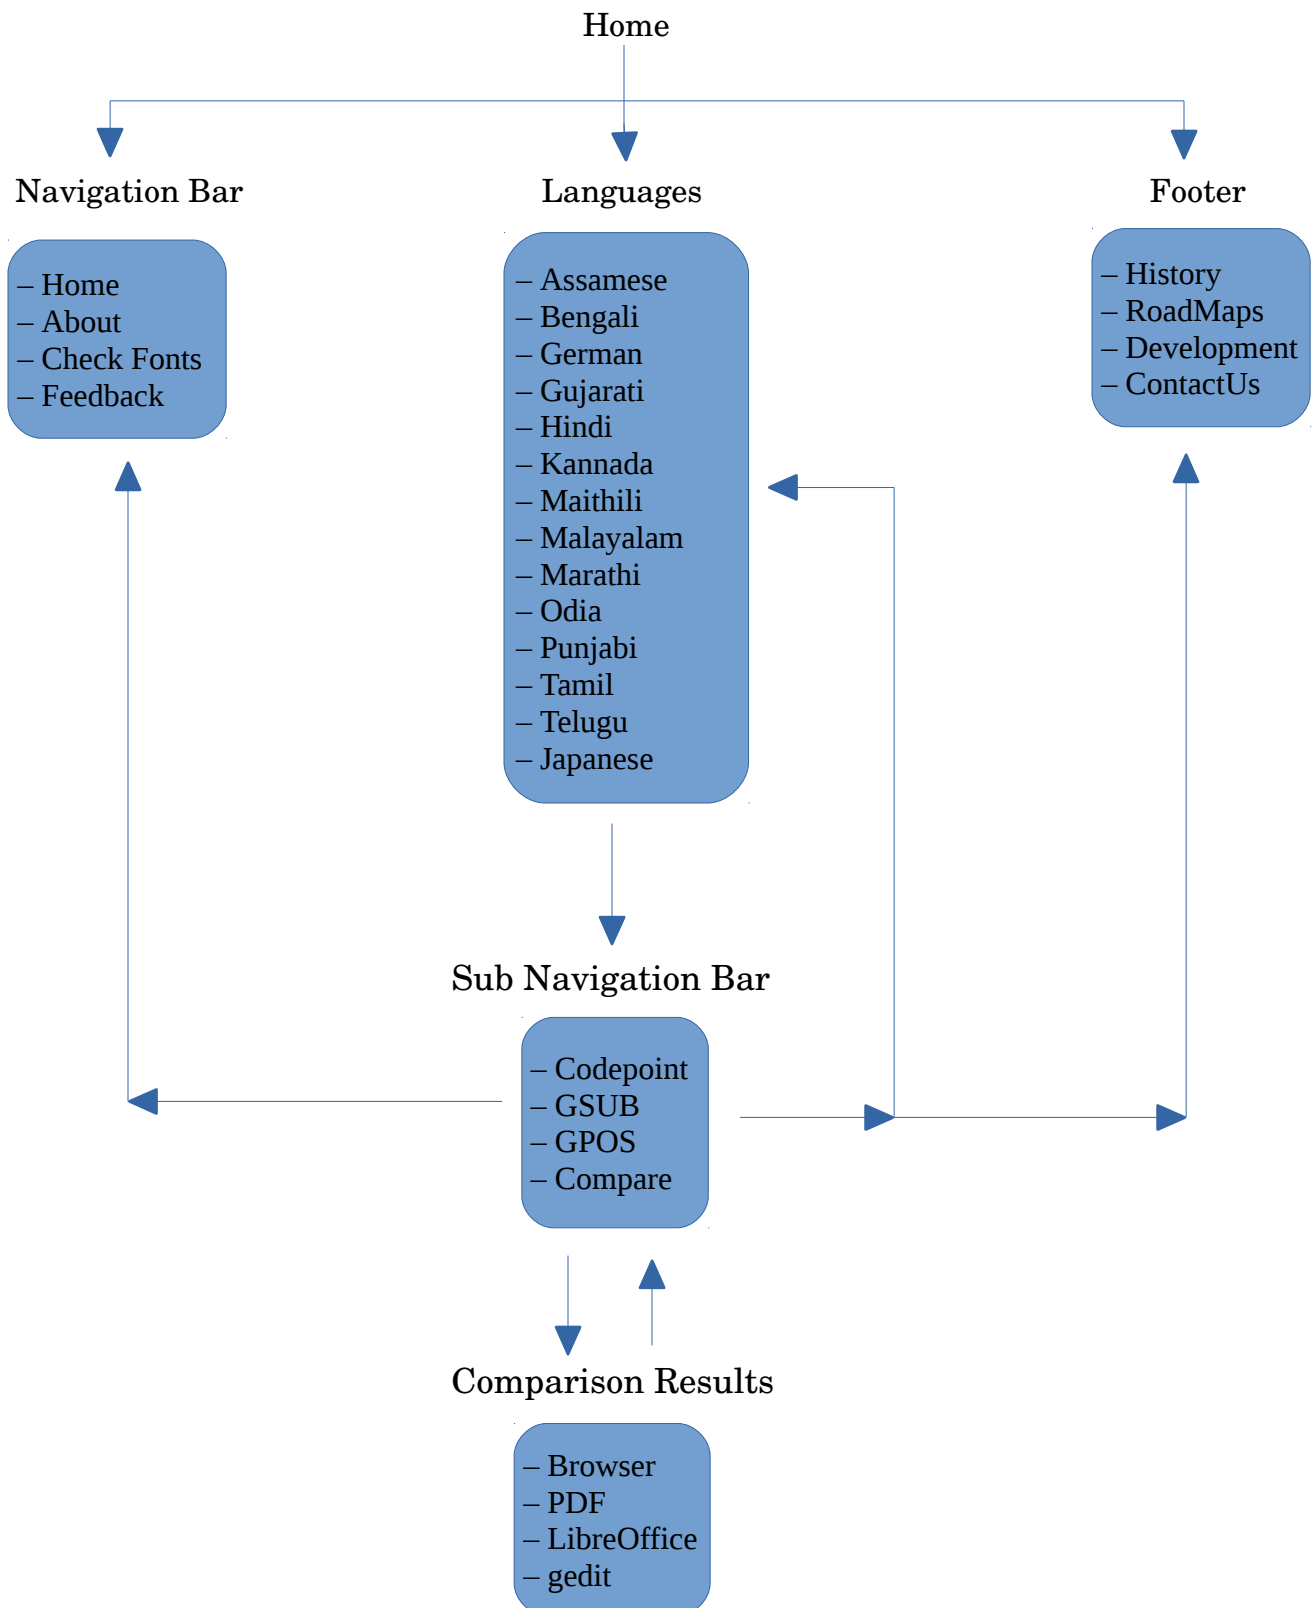 Home
Navigation Bar
– Home
– About
– Check Fonts
– Feedback
Languages
– Assamese
– Bengali
– German
– Gujarati
– Hindi
– Kannada
– Maithili
– Malayalam
– Marathi
– Odia
– Punjabi
– Tamil
– Telugu
– Japanese
Footer
– History
– RoadMaps
– Development
– ContactUs
Sub Navigation Bar
– Codepoint
– GSUB
– GPOS
– Compare
Comparison Results
– Browser
– PDF
– LibreOffice
– gedit